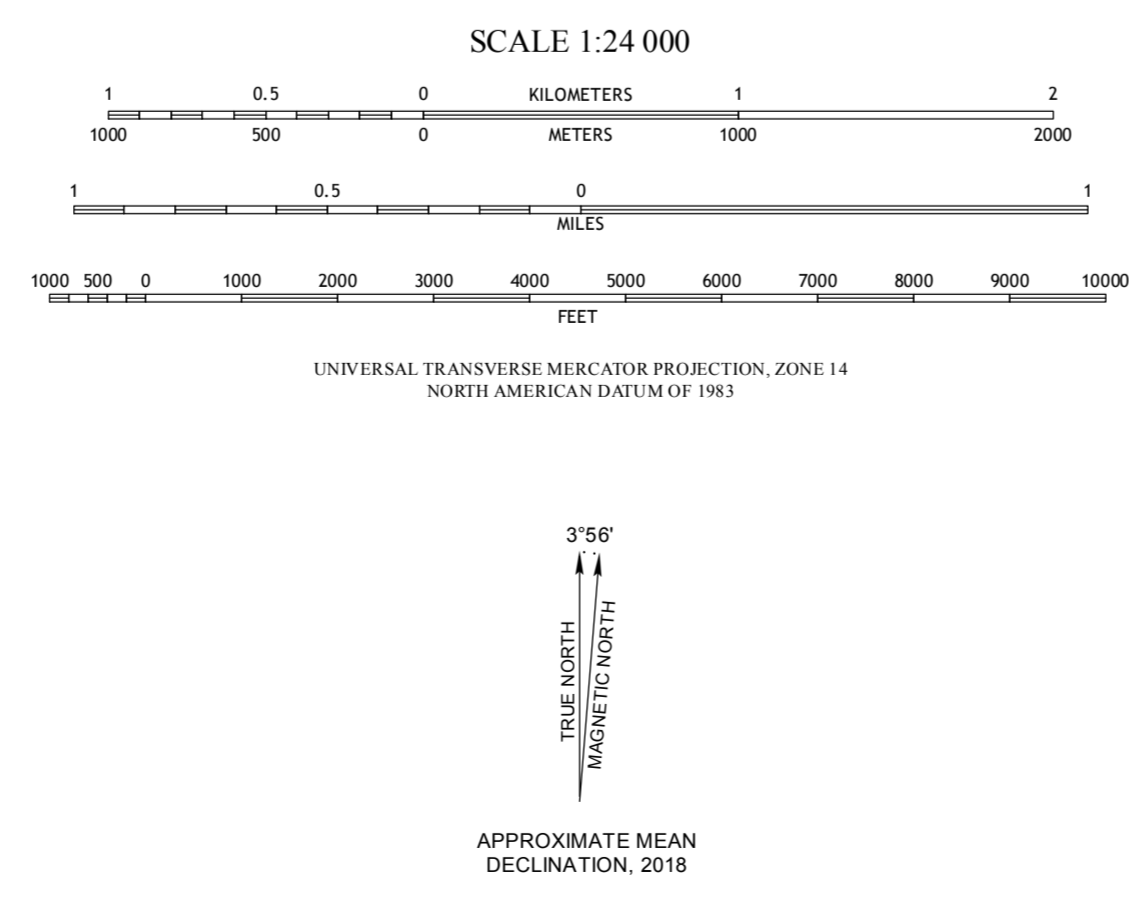 SCALE 1:24 000
1 0.5 0 KILOMETERS 1 2
1000 500 0 METERS 1000 2000
1 0.5 0 1
MILES
1000 500 0 1000 2000 3000 4000 5000 6000 7000 8000 9000 10000
FEET
UNIVERSAL TRANSVERSE MERCATOR PROJECTION, ZONE 14
NORTH AMERICAN DATUM OF 1983
3°56'
TRUE NORTH
MAGNETIC NORTH
APPROXIMATE MEAN
DECLINATION, 2018